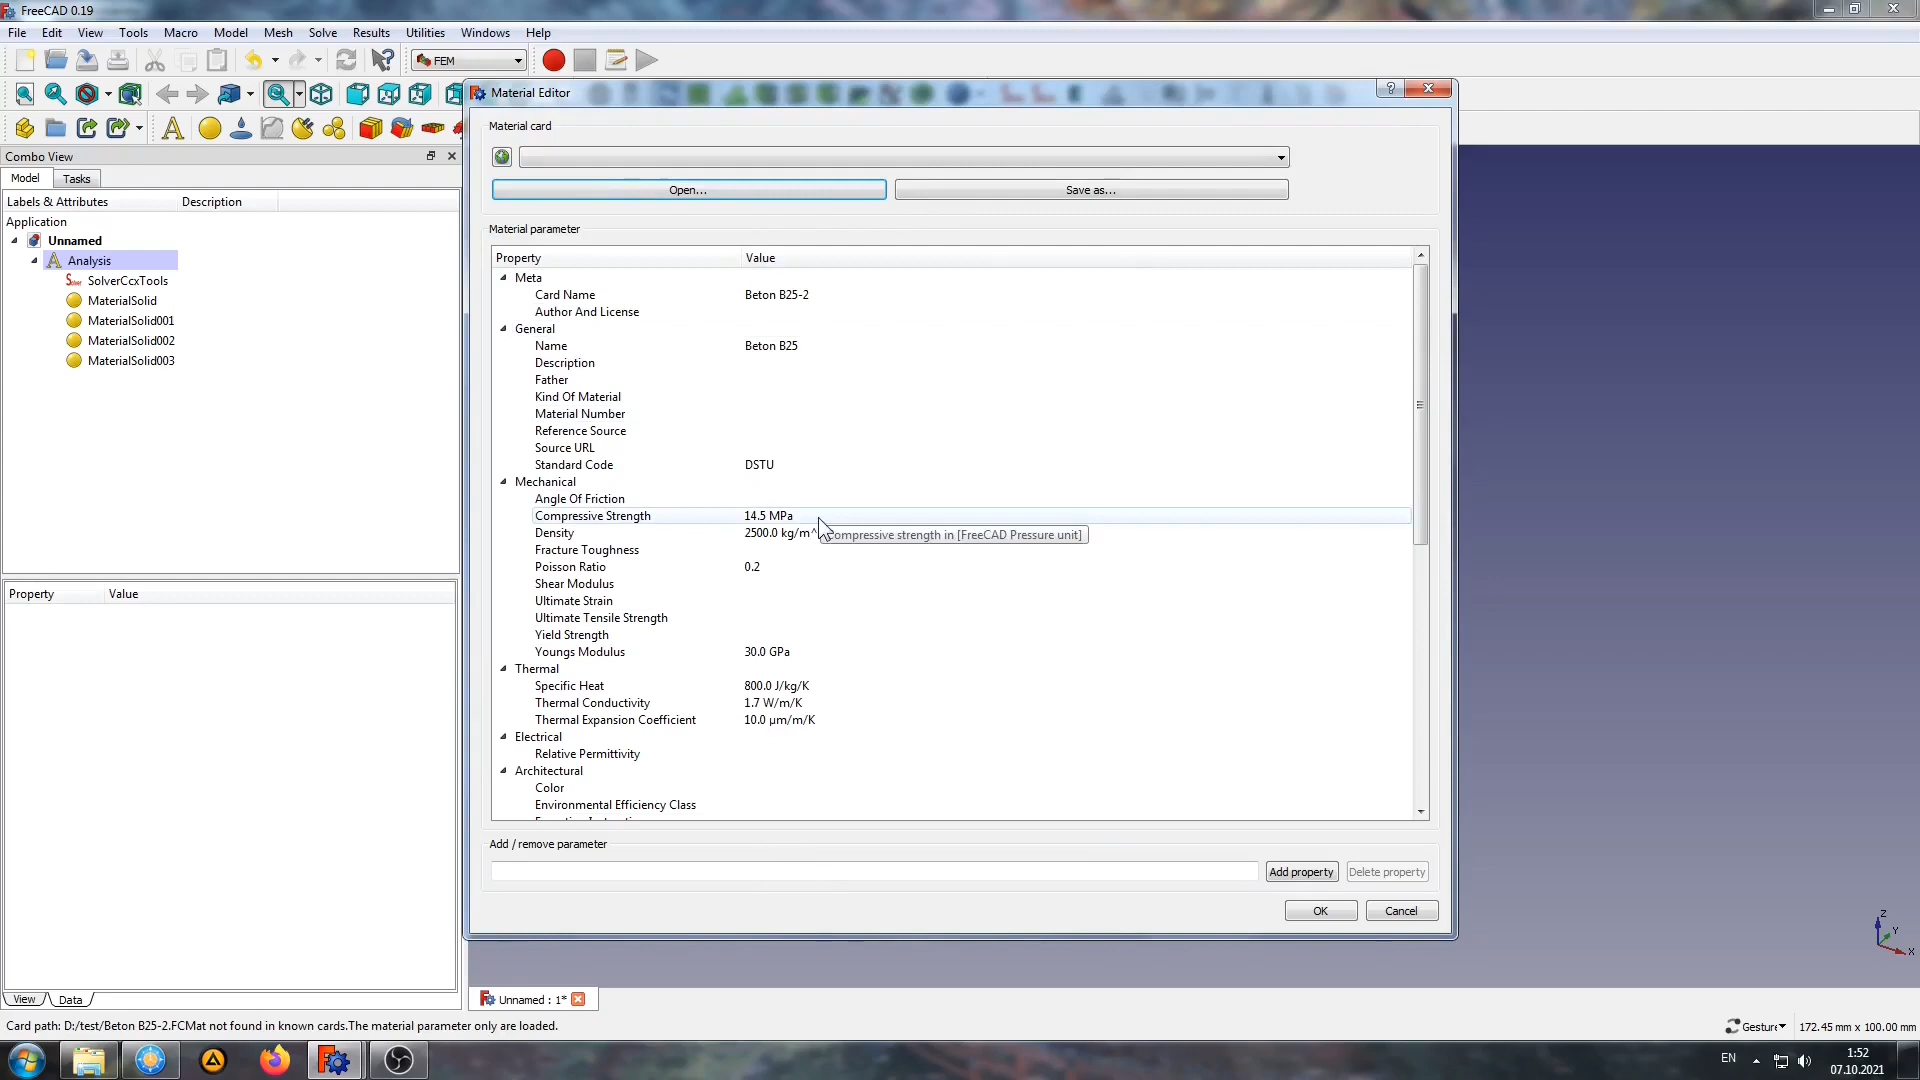 FreeCAD 0.19
File Edit View Tools Macro Model Mesh Solve Results Utilities Windows Help
FEM
Material Editor
Material card
Open...
Save as...
Material parameter
Property Value
Meta
Card Name Beton B25-2
Author And License
General
Name Beton B25
Description
Father
Kind Of Material
Material Number
Reference Source
Source URL
Standard Code DSTU
Mechanical
Angle Of Friction
Compressive Strength 14.5 MPa
Density 2500.0 kg/m^
compressive strength in [FreeCAD Pressure unit]
Fracture Toughness
Poisson Ratio 0.2
Shear Modulus
Ultimate Strain
Ultimate Tensile Strength
Yield Strength
Youngs Modulus 30.0 GPa
Thermal
Specific Heat 800.0 J/kg/K
Thermal Conductivity 1.7 W/m/K
Thermal Expansion Coefficient 10.0 µm/m/K
Electrical
Relative Permittivity
Architectural
Color
Environmental Efficiency Class
Add / remove parameter
Add property Delete property
OK Cancel
Combo View
Model Tasks
Labels & Attributes Description
Application
Unnamed
Analysis
SolverCcxTools
MaterialSolid
MaterialSolid001
MaterialSolid002
MaterialSolid003
Property Value
View Data
Unnamed : 1*
Z
Y
X
Card path: D:/test/Beton B25-2.FCMat not found in known cards.The material parameter only are loaded.
Gesture 172.45 mm x 100.00 mm
EN
1:52
07.10.2021